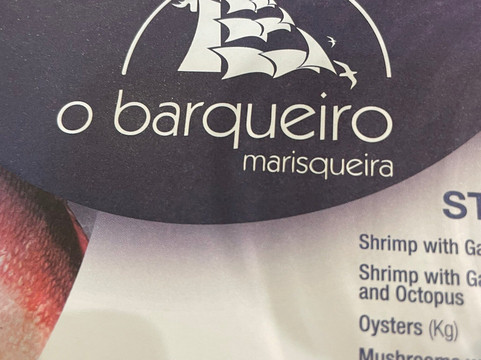 o barqueiro
marisqueira
Shrimp with
Shrimp with
and Octopus
Oysters (Kg)